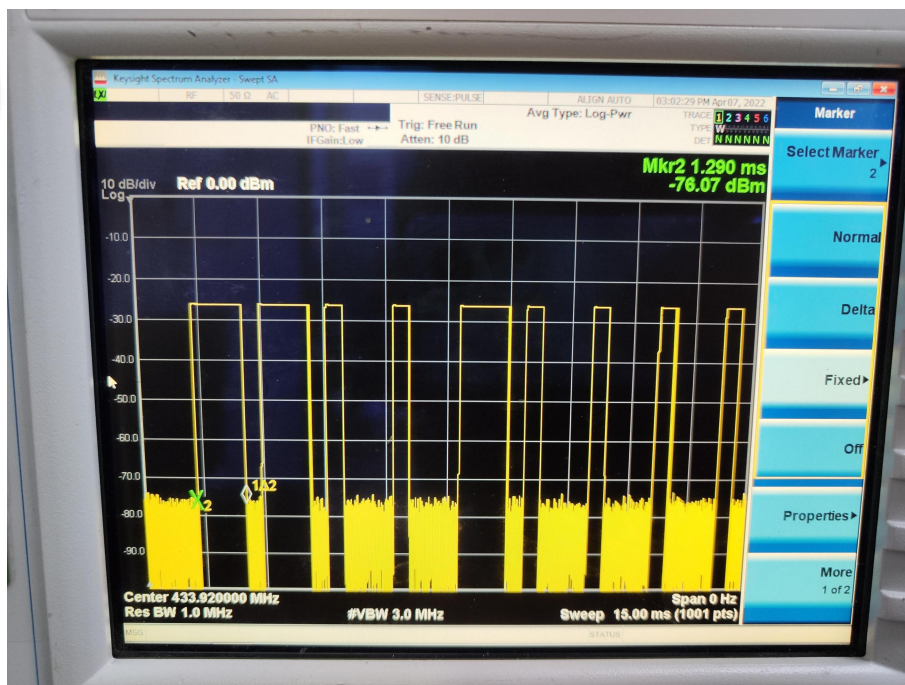 Keysight Spectrum Analyzer - Swept SA
LXI RF 50 Ω AC SENSE:PULSE ALIGN AUTO 03:02:29 PM Apr 07, 2022
Marker
PNO: Fast Trig: Free Run Avg Type: Log-Pwr TRACE 1 2 3 4 5 6
IFGain:Low Atten: 10 dB TYPE W
DET N N N N N N
Select Marker
2
Mkr2 1.290 ms
10 dB/div Ref 0.00 dBm -76.07 dBm
Log
-10.0
Normal
-20.0
Delta
-30.0
-40.0
Fixed
-50.0
-60.0
Off
-70.0
1Δ2
2
-80.0
Properties
-90.0
More
1 of 2
Center 433.920000 MHz Span 0 Hz
Res BW 1.0 MHz #VBW 3.0 MHz Sweep 15.00 ms (1001 pts)
MSG STATUS